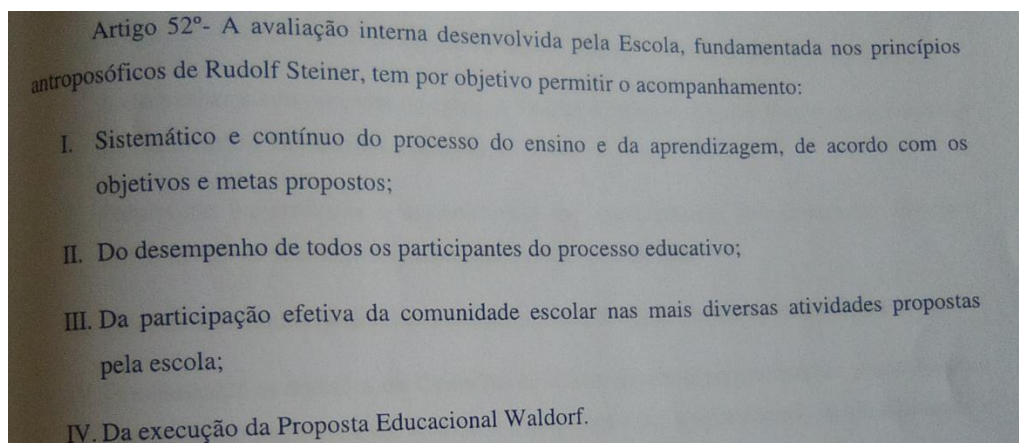 Artigo 52º- A avaliação interna desenvolvida pela Escola, fundamentada nos princípios
antroposóficos de Rudolf Steiner, tem por objetivo permitir o acompanhamento:
I. Sistemático e contínuo do processo do ensino e da aprendizagem, de acordo com os
objetivos e metas propostos;
II. Do desempenho de todos os participantes do processo educativo;
III. Da participação efetiva da comunidade escolar nas mais diversas atividades propostas
pela escola;
IV. Da execução da Proposta Educacional Waldorf.